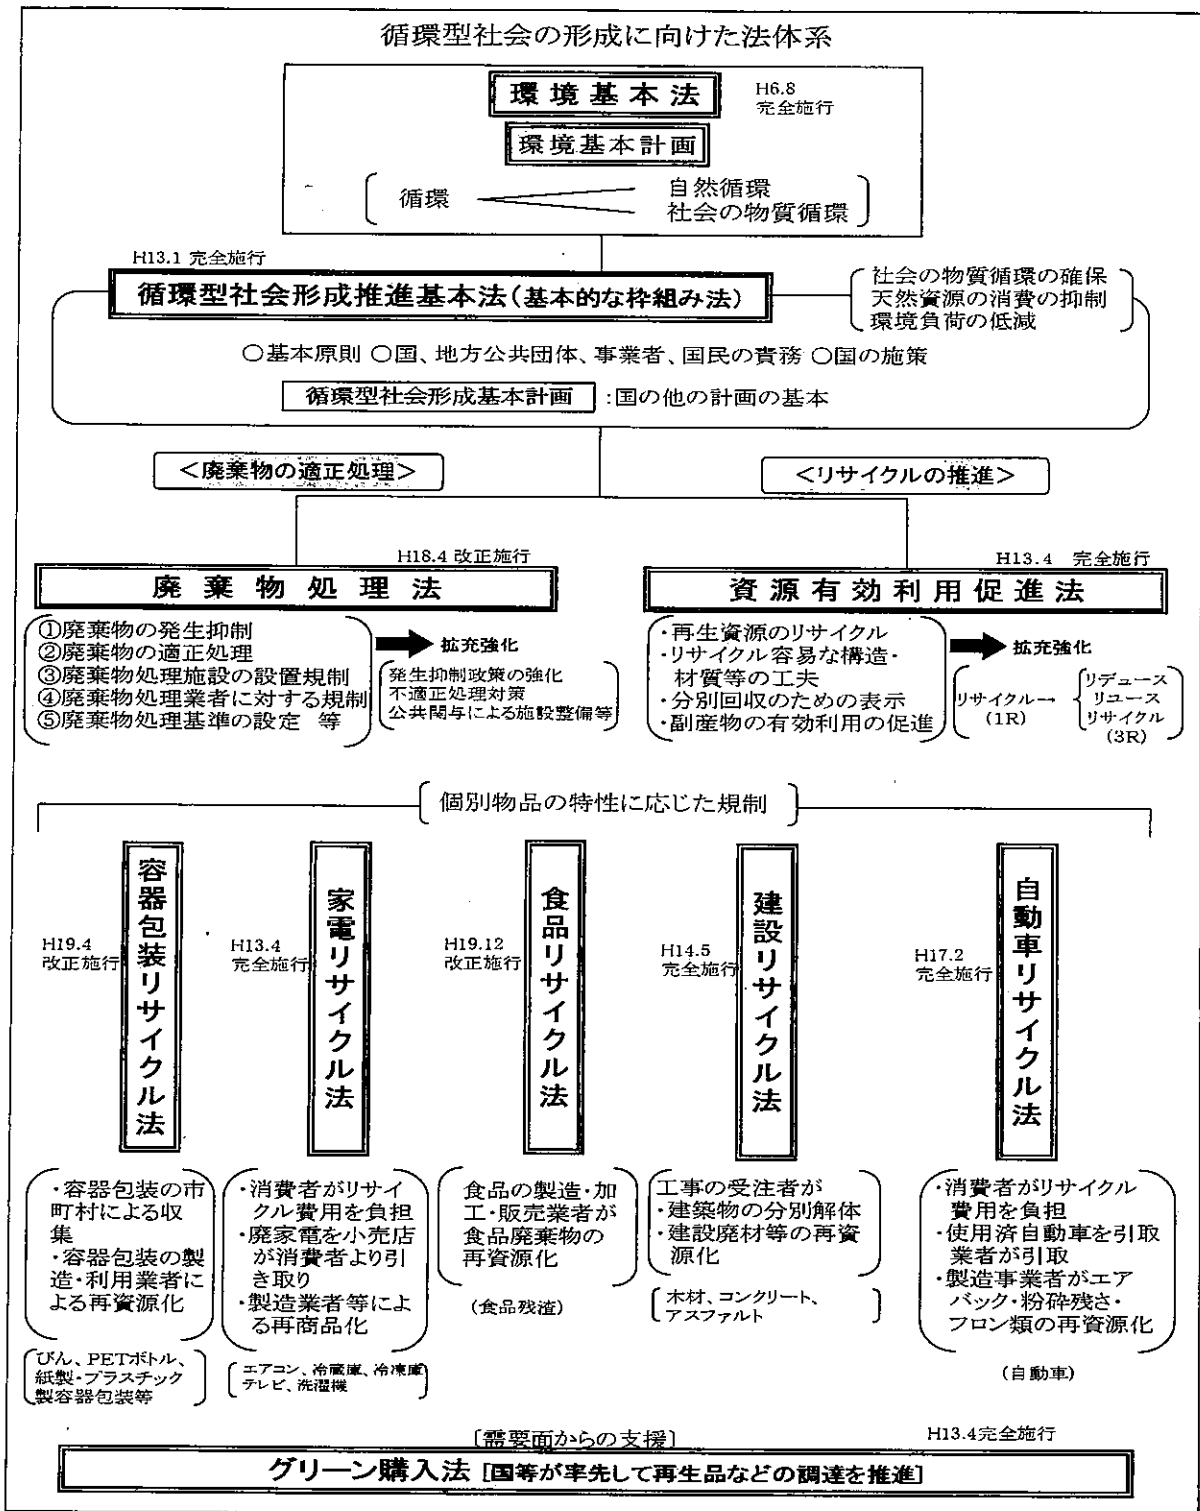 循環型社会の形成に向けた法体系
環境基本法
H6.8
完全施行
環境基本計画
循環
自然循環
社会の物質循環
H13.1 完全施行
循環型社会形成推進基本法(基本的な枠組み法)
社会の物質循環の確保
天然資源の消費の抑制
環境負荷の低減
○基本原則 ○国、地方公共団体、事業者、国民の責務 ○国の施策
循環型社会形成基本計画 :国の他の計画の基本
<廃棄物の適正処理>
<リサイクルの推進>
H18.4 改正施行
廃棄物処理法
①廃棄物の発生抑制
②廃棄物の適正処理
③廃棄物処理施設の設置規制
④廃棄物処理業者に対する規制
⑤廃棄物処理基準の設定 等
拡充強化
発生抑制政策の強化
不適正処理対策
公共関与による施設整備等
H13.4 完全施行
資源有効利用促進法
・再生資源のリサイクル
・リサイクル容易な構造・
材質等の工夫
・分別回収のための表示
・副産物の有効利用の促進
拡充強化
リサイクル→
(1R)
リデュース
リユース
リサイクル
(3R)
個別物品の特性に応じた規制
H19.4
改正施行
容器包装リサイクル法
・容器包装の市
町村による収
集
・容器包装の製
造・利用業者に
よる再資源化
びん、PETボトル、
紙製・プラスチック
製容器包装等
H13.4
完全施行
家電リサイクル法
・消費者がリサイ
クル費用を負担
・廃家電を小売店
が消費者より引
き取り
・製造業者等によ
る再商品化
エアコン、冷蔵庫、冷凍庫
テレビ、洗濯機
H19.12
改正施行
食品リサイクル法
食品の製造・加
工・販売業者が
食品廃棄物の
再資源化
(食品残渣)
H14.5
完全施行
建設リサイクル法
工事の受注者が
・建築物の分別解体
・建設廃材等の再資
源化
木材、コンクリート、
アスファルト
H17.2
完全施行
自動車リサイクル法
・消費者がリサイクル
費用を負担
・使用済自動車を引取
業者が引取
・製造事業者がエア
バック・粉砕残さ・
フロン類の再資源化
(自動車)
[需要面からの支援]
H13.4完全施行
グリーン購入法 [国等が率先して再生品などの調達を推進]